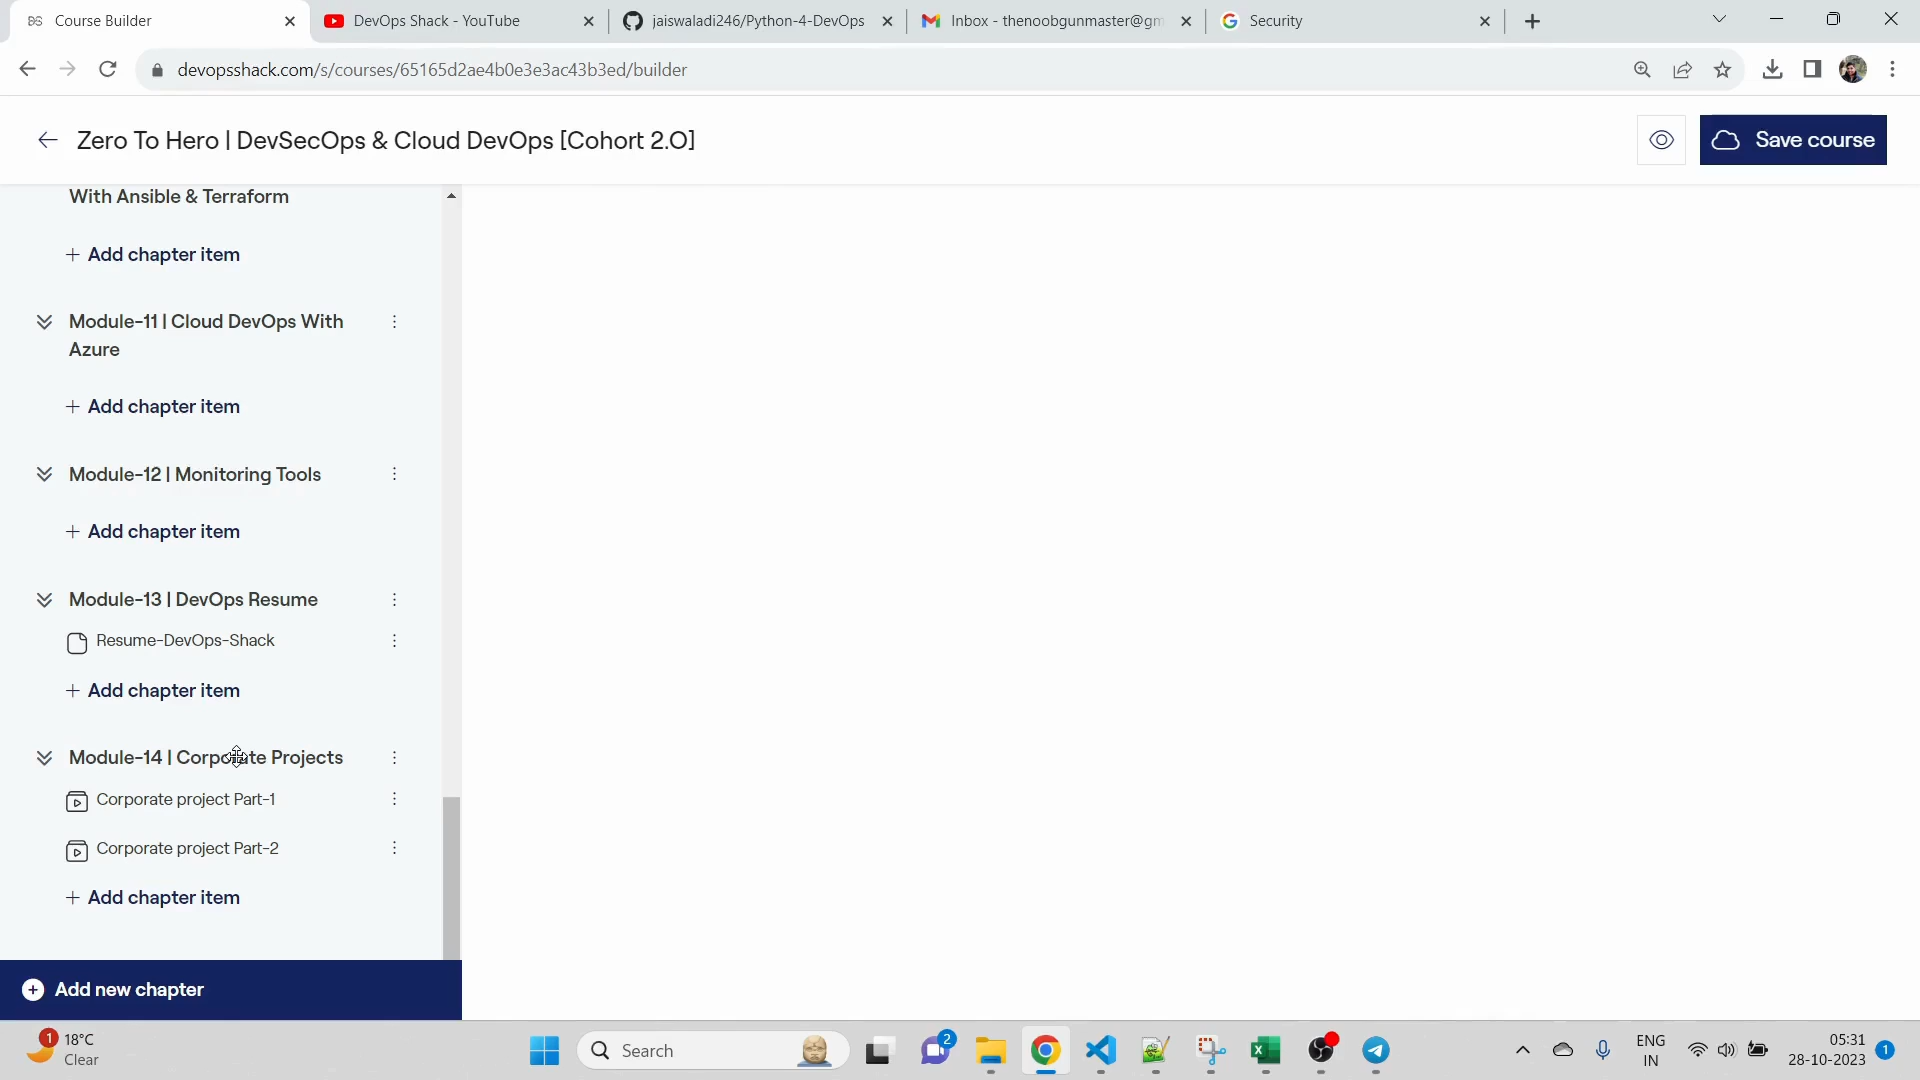 Course Builder
DevOps Shack - YouTube
jaiswaladi246/Python-4-DevOps
Inbox - thenoobgunmaster@gm
Security
devopsshack.com/s/courses/65165d2ae4b0e3e3ac43b3ed/builder
Zero To Hero | DevSecOps & Cloud DevOps [Cohort 2.O]
Save course
With Ansible & Terraform
+ Add chapter item
Module-11 | Cloud DevOps With
Azure
+ Add chapter item
Module-12 | Monitoring Tools
+ Add chapter item
Module-13 | DevOps Resume
Resume-DevOps-Shack
+ Add chapter item
Module-14 | Corporate Projects
Corporate project Part-1
Corporate project Part-2
+ Add chapter item
Add new chapter
1
18°C
Clear
Search
2
ENG
IN
05:31
28-10-2023
1